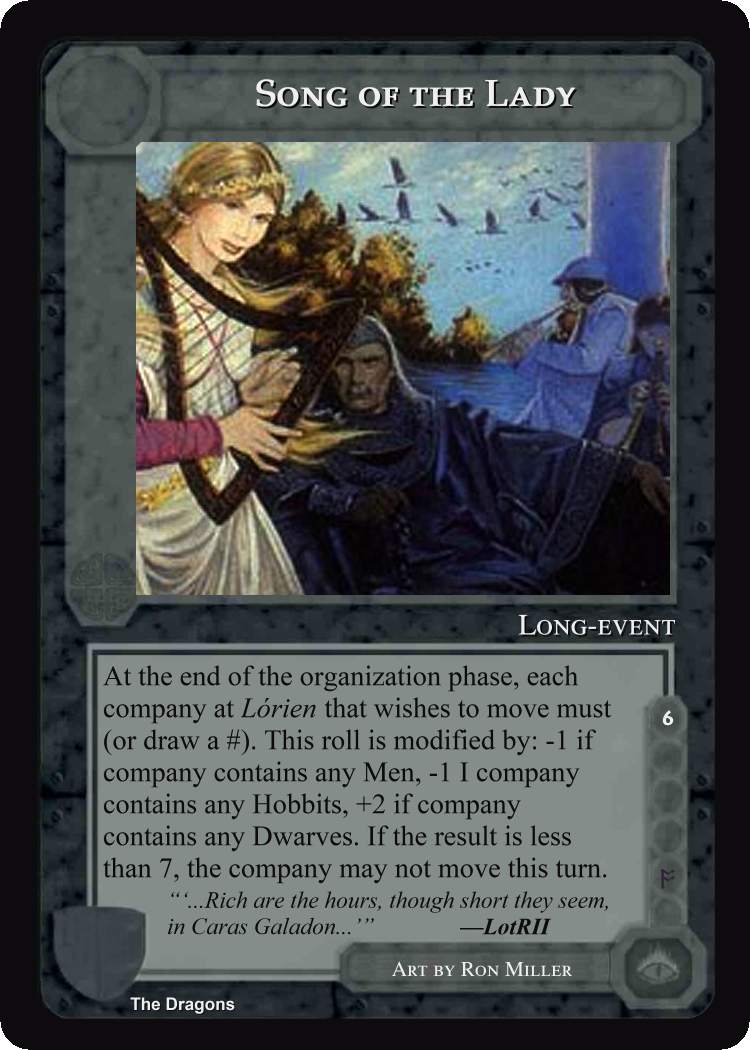 Song of the Lady
Long-event
At the end of the organization phase, each
company at Lórien that wishes to move must
(or draw a #). This roll is modified by: -1 if
company contains any Men, -1 I company
contains any Hobbits, +2 if company
contains any Dwarves. If the result is less
than 7, the company may not move this turn.
6
“‘...Rich are the hours, though short they seem,
in Caras Galadon...’” —LotRII
Art by Ron Miller
The Dragons